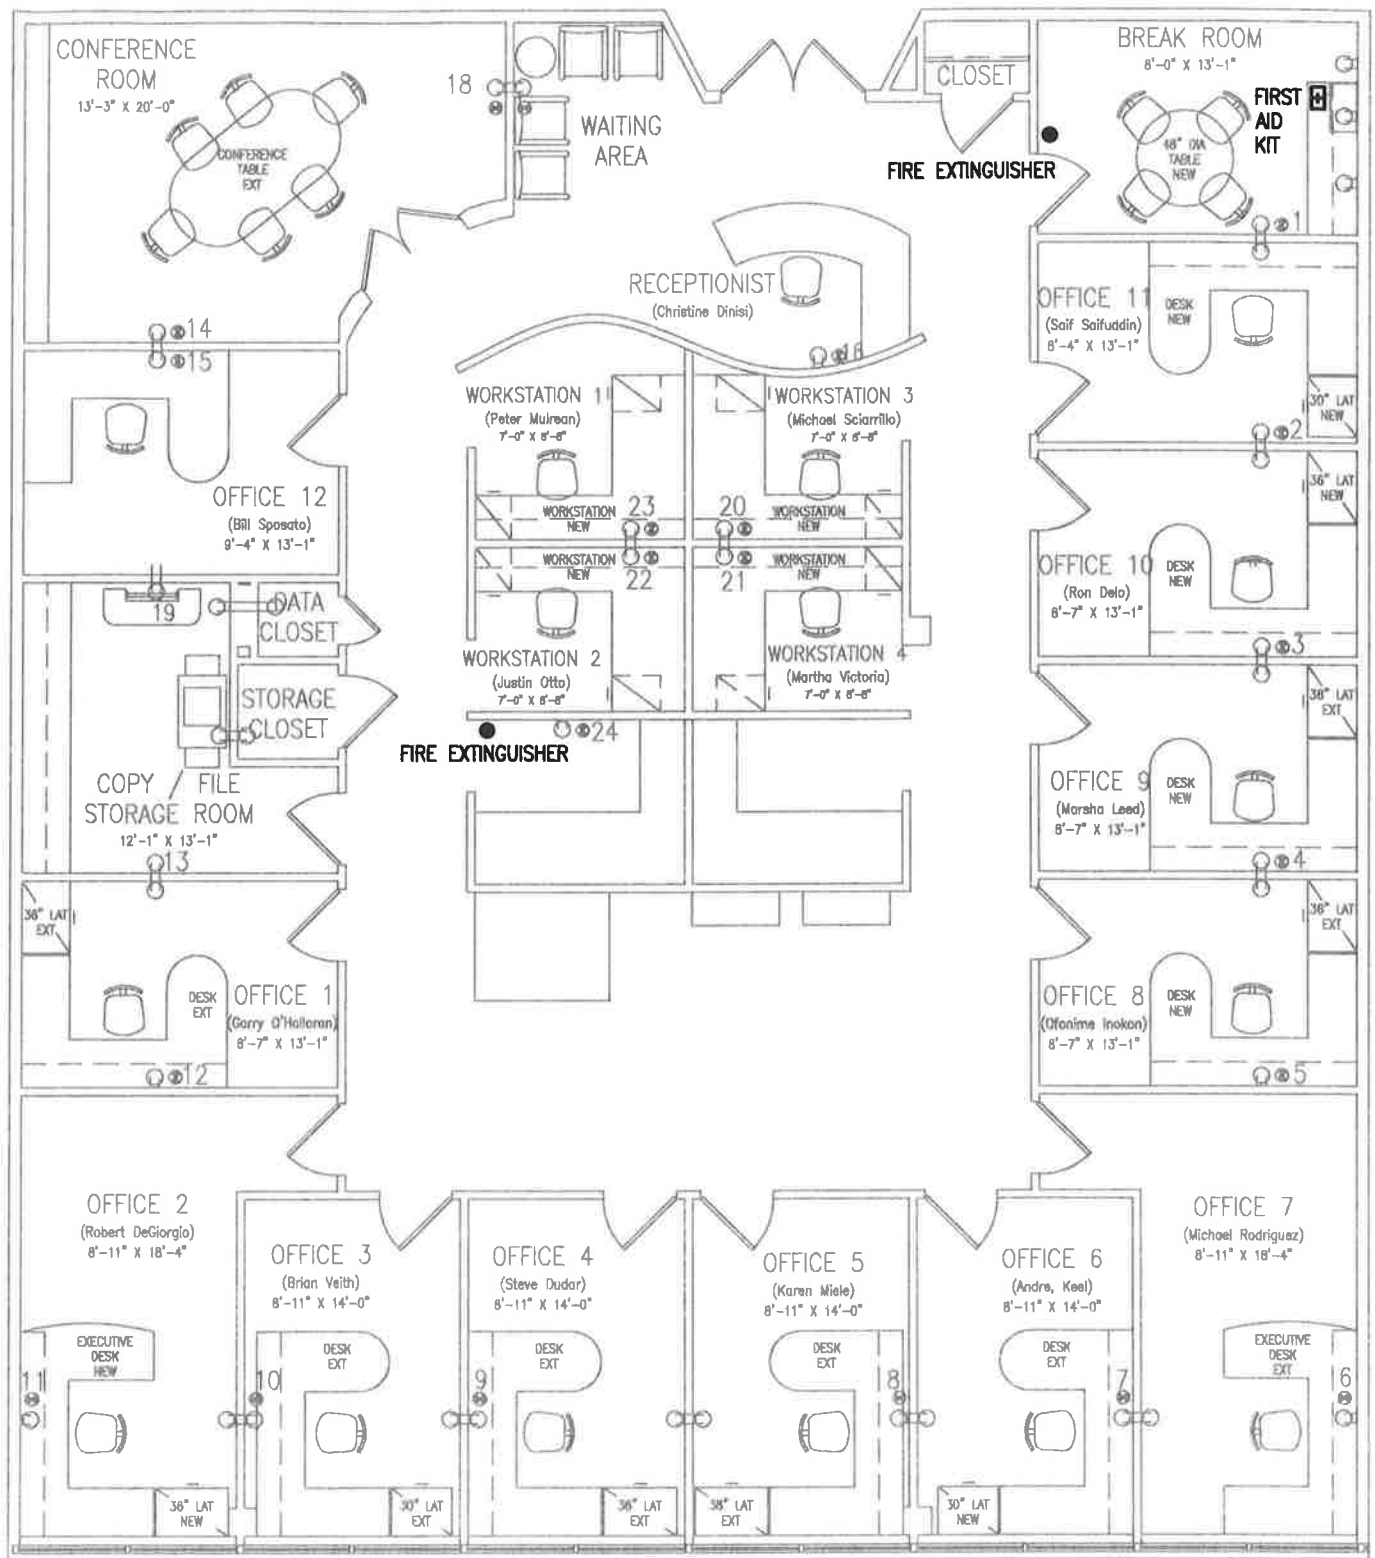 CONFERENCE
ROOM
13'-3" X 20'-0"
CONFERENCE
TABLE
EXT
18
WAITING
AREA
CLOSET
FIRE EXTINGUISHER
BREAK ROOM
8'-0" X 13'-1"
FIRST
AID
KIT
48" DIA
TABLE
NEW
1
RECEPTIONIST
(Christine Dinisi)
16
OFFICE 11
(Saif Saifuddin)
8'-4" X 13'-1"
DESK
NEW
30" LAT
NEW
2
14
15
OFFICE 12
(Bill Sposato)
9'-4" X 13'-1"
WORKSTATION 1
(Peter Mulrean)
7'-0" X 6'-8"
WORKSTATION
NEW
23
WORKSTATION 3
(Michael Sciarrillo)
7'-0" X 6'-8"
20
WORKSTATION
NEW
36" LAT
NEW
OFFICE 10
(Ron Delo)
8'-7" X 13'-1"
DESK
NEW
3
WORKSTATION
NEW
22
WORKSTATION 2
(Justin Otto)
7'-0" X 6'-8"
WORKSTATION
NEW
21
WORKSTATION 4
(Martha Victoria)
7'-0" X 6'-8"
19
DATA
CLOSET
STORAGE
CLOSET
COPY / FILE
STORAGE ROOM
12'-1" X 13'-1"
13
24
FIRE EXTINGUISHER
36" LAT
EXT
OFFICE 9
(Marsha Leed)
8'-7" X 13'-1"
DESK
NEW
4
36" LAT
EXT
DESK
EXT
OFFICE 1
(Garry O'Halloran)
8'-7" X 13'-1"
12
36" LAT
EXT
OFFICE 8
(Ofonime Inokon)
8'-7" X 13'-1"
DESK
NEW
5
OFFICE 2
(Robert DeGiorgio)
8'-11" X 18'-4"
EXECUTIVE
DESK
NEW
11
36" LAT
NEW
OFFICE 3
(Brian Veith)
8'-11" X 14'-0"
DESK
EXT
10
30" LAT
EXT
OFFICE 4
(Steve Dudar)
8'-11" X 14'-0"
DESK
EXT
9
36" LAT
EXT
OFFICE 5
(Karen Miele)
8'-11" X 14'-0"
DESK
EXT
8
36" LAT
EXT
OFFICE 6
(Andre, Keel)
8'-11" X 14'-0"
DESK
EXT
7
30" LAT
NEW
OFFICE 7
(Michael Rodriguez)
8'-11" X 18'-4"
EXECUTIVE
DESK
EXT
6